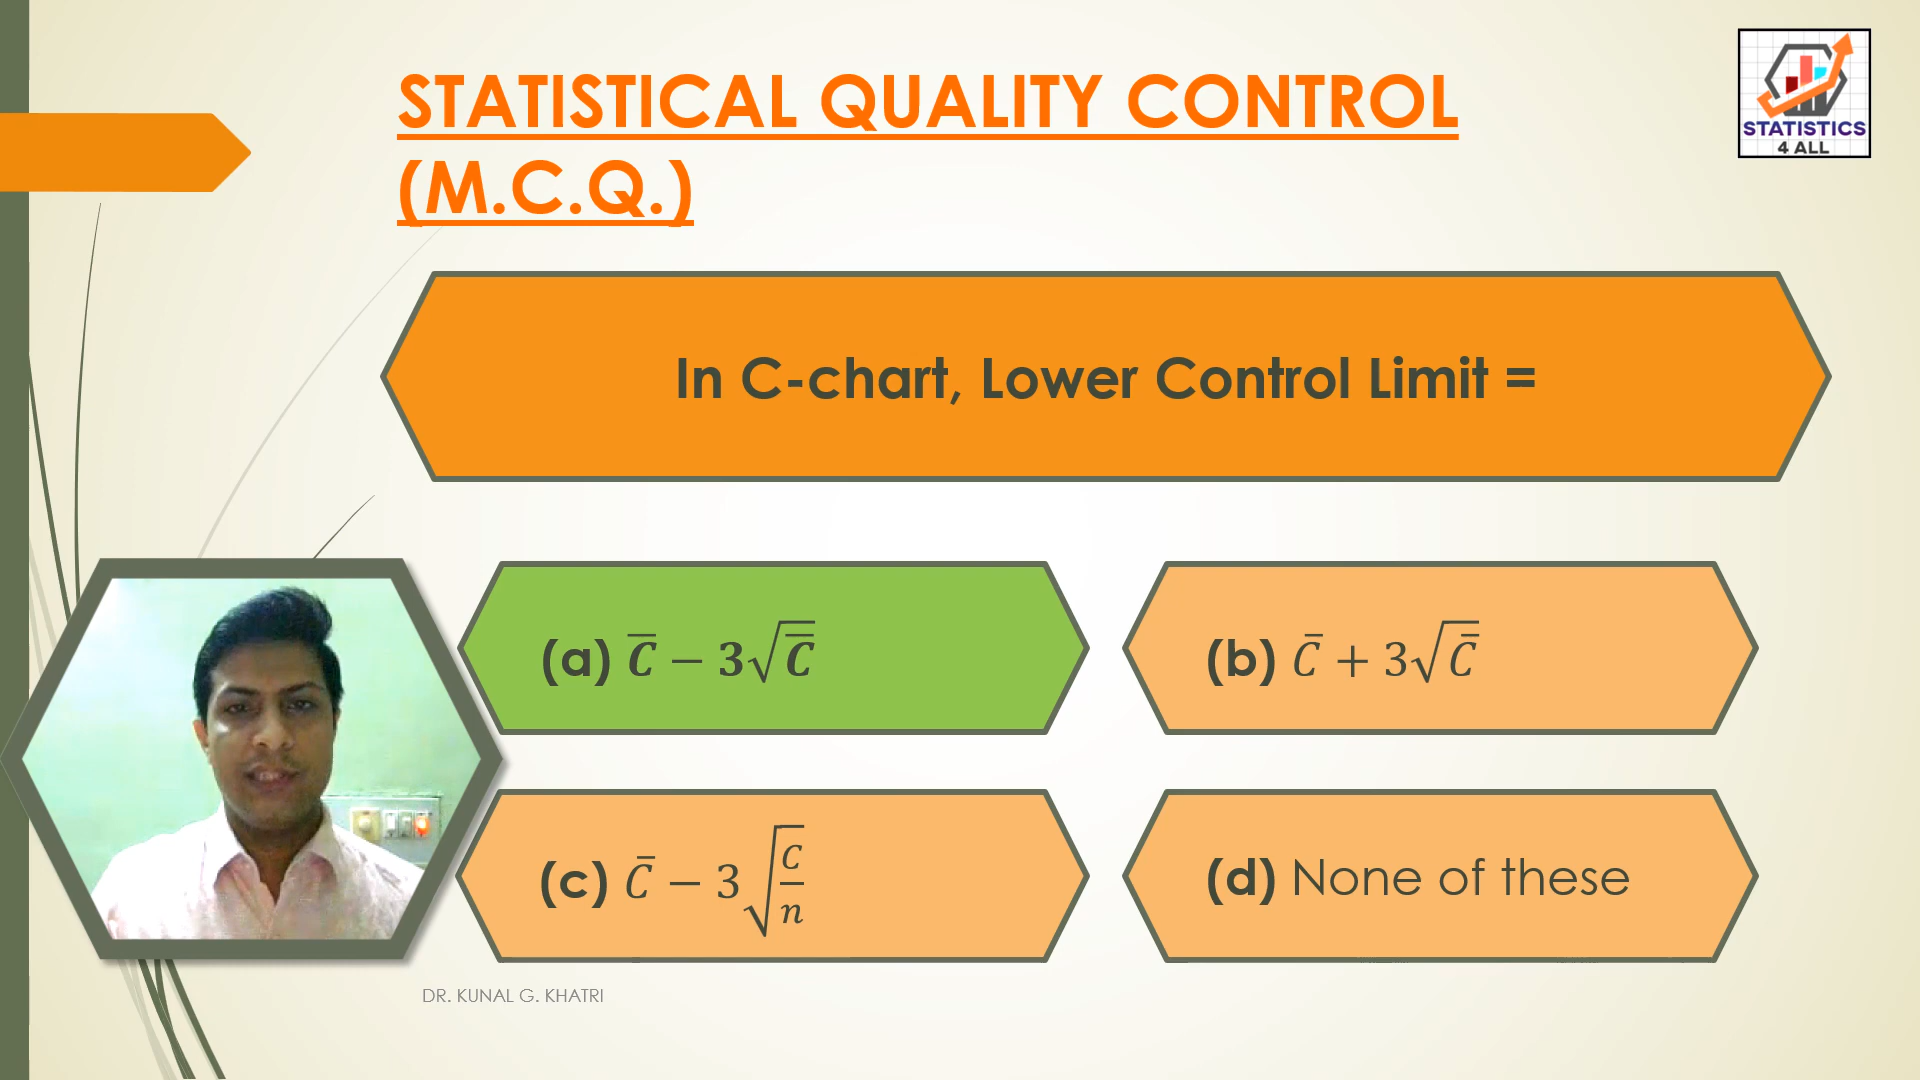 STATISTICAL QUALITY CONTROL
(M.C.Q.)
STATISTICS
4 ALL
In C-chart, Lower Control Limit =
(a) C̅ − 3√C̅
(b) C̄ + 3√C̄
(c) C̄ − 3√(C/n)
(d) None of these
DR. KUNAL G. KHATRI